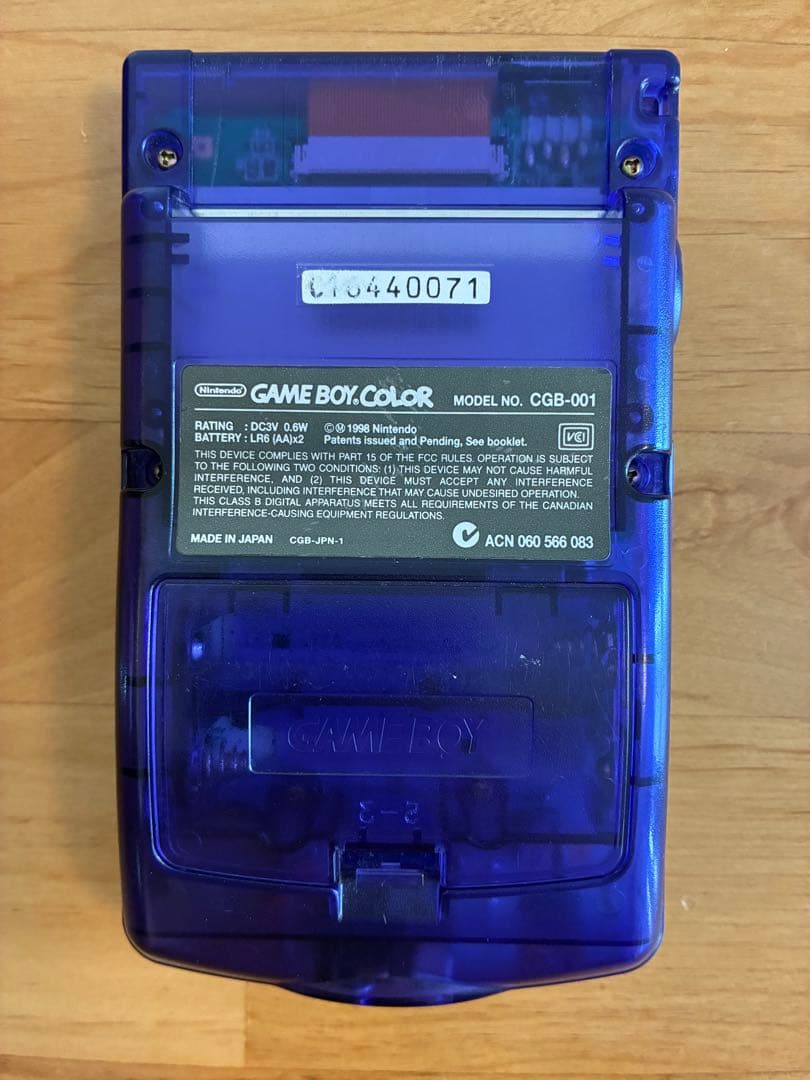 440071
Nintendo GAME BOY COLOR MODEL NO. CGB-001
RATING : DC3V 0.6W ©Ⓜ1998 Nintendo
BATTERY : LR6 (AA)x2 Patents issued and Pending, See booklet.
VCI
THIS DEVICE COMPLIES WITH PART 15 OF THE FCC RULES. OPERATION IS SUBJECT
TO THE FOLLOWING TWO CONDITIONS: (1) THIS DEVICE MAY NOT CAUSE HARMFUL
INTERFERENCE, AND (2) THIS DEVICE MUST ACCEPT ANY INTERFERENCE
RECEIVED, INCLUDING INTERFERENCE THAT MAY CAUSE UNDESIRED OPERATION.
THIS CLASS B DIGITAL APPARATUS MEETS ALL REQUIREMENTS OF THE CANADIAN
INTERFERENCE-CAUSING EQUIPMENT REGULATIONS.
MADE IN JAPAN CGB-JPN-1 ACN 060 566 083
GAME BOY